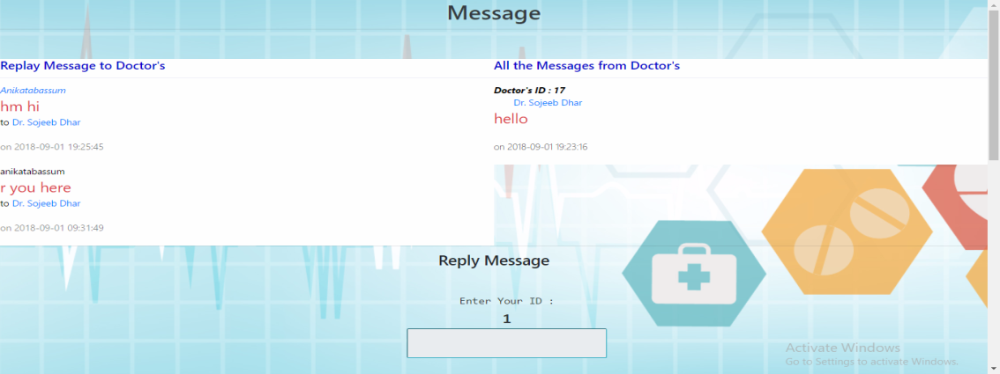 Message
Replay Message to Doctor's
Anikatabassum
hm hi
to Dr. Sojeeb Dhar
on 2018-09-01 19:25:45
anikatabassum
r you here
to Dr. Sojeeb Dhar
on 2018-09-01 09:31:49
All the Messages from Doctor's
Doctor's ID : 17
Dr. Sojeeb Dhar
hello
on 2018-09-01 19:23:16
Reply Message
Enter Your ID :
1
Activate Windows
Go to Settings to activate Windows.